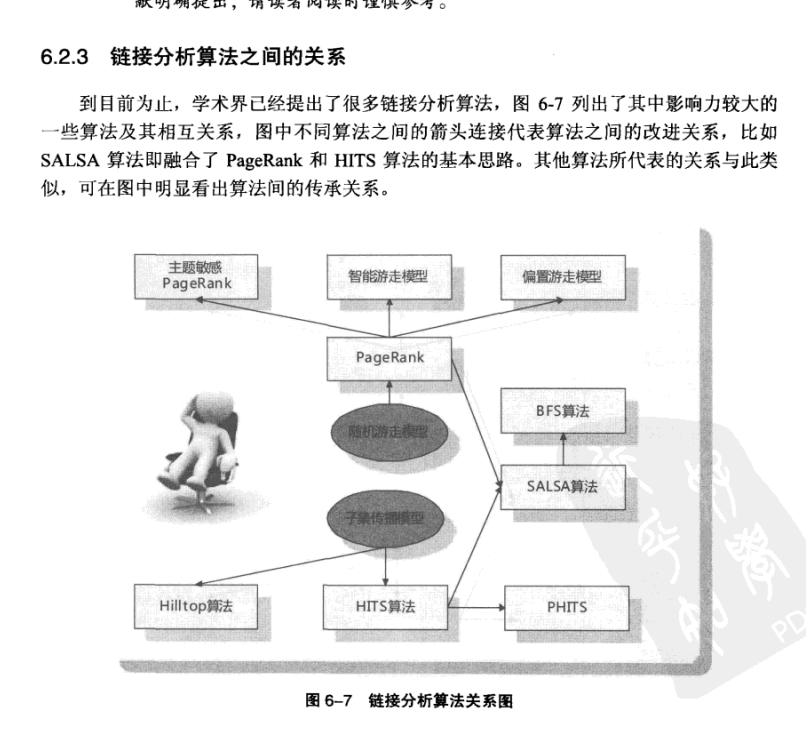 献明确提出，请读者阅读时谨慎参考。
6.2.3 链接分析算法之间的关系
到目前为止，学术界已经提出了很多链接分析算法，图 6-7 列出了其中影响力较大的
一些算法及其相互关系，图中不同算法之间的箭头连接代表算法之间的改进关系，比如
SALSA 算法即融合了 PageRank 和 HITS 算法的基本思路。其他算法所代表的关系与此类
似，可在图中明显看出算法间的传承关系。
主题敏感
PageRank
智能游走模型
偏置游走模型
PageRank
随机游走模型
BFS算法
SALSA算法
子集传播模型
Hilltop算法
HITS算法
PHITS
PD
图 6-7 链接分析算法关系图